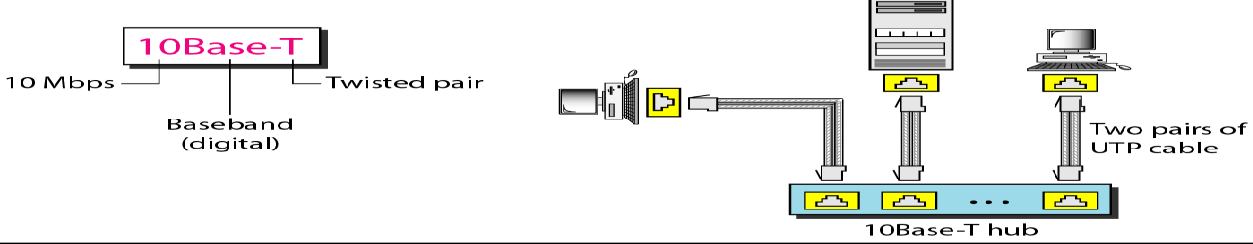 10Base-T
10 Mbps
Twisted pair
Baseband
(digital)
Two pairs of
UTP cable
10Base-T hub